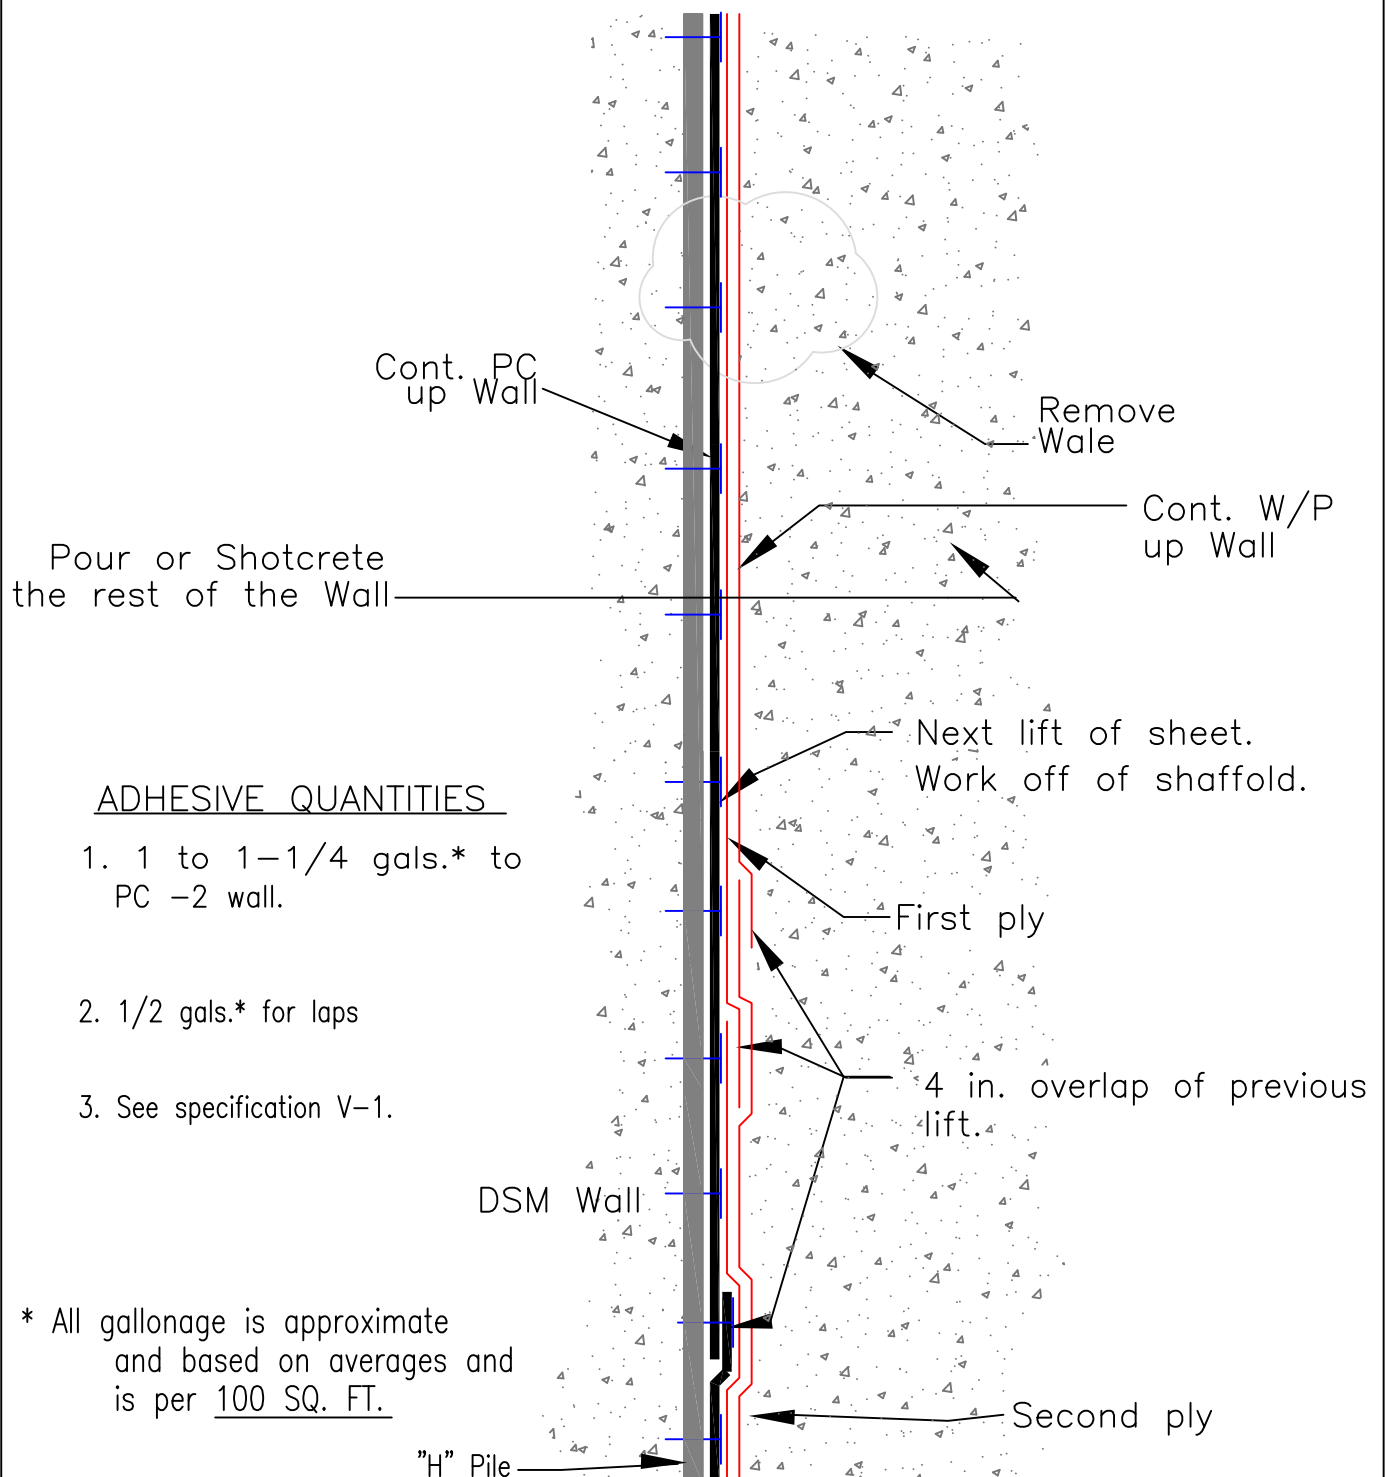 Cont. PC
up Wall
Remove
Wale
Cont. W/P
up Wall
Pour or Shotcrete
the rest of the Wall
Next lift of sheet.
Work off of shaffold.
ADHESIVE QUANTITIES
1. 1 to 1-1/4 gals.* to
PC -2 wall.
First ply
2. 1/2 gals.* for laps
4 in. overlap of previous
lift.
3. See specification V-1.
DSM Wall
* All gallonage is approximate
and based on averages and
is per 100 SQ. FT.
Second ply
"H" Pile